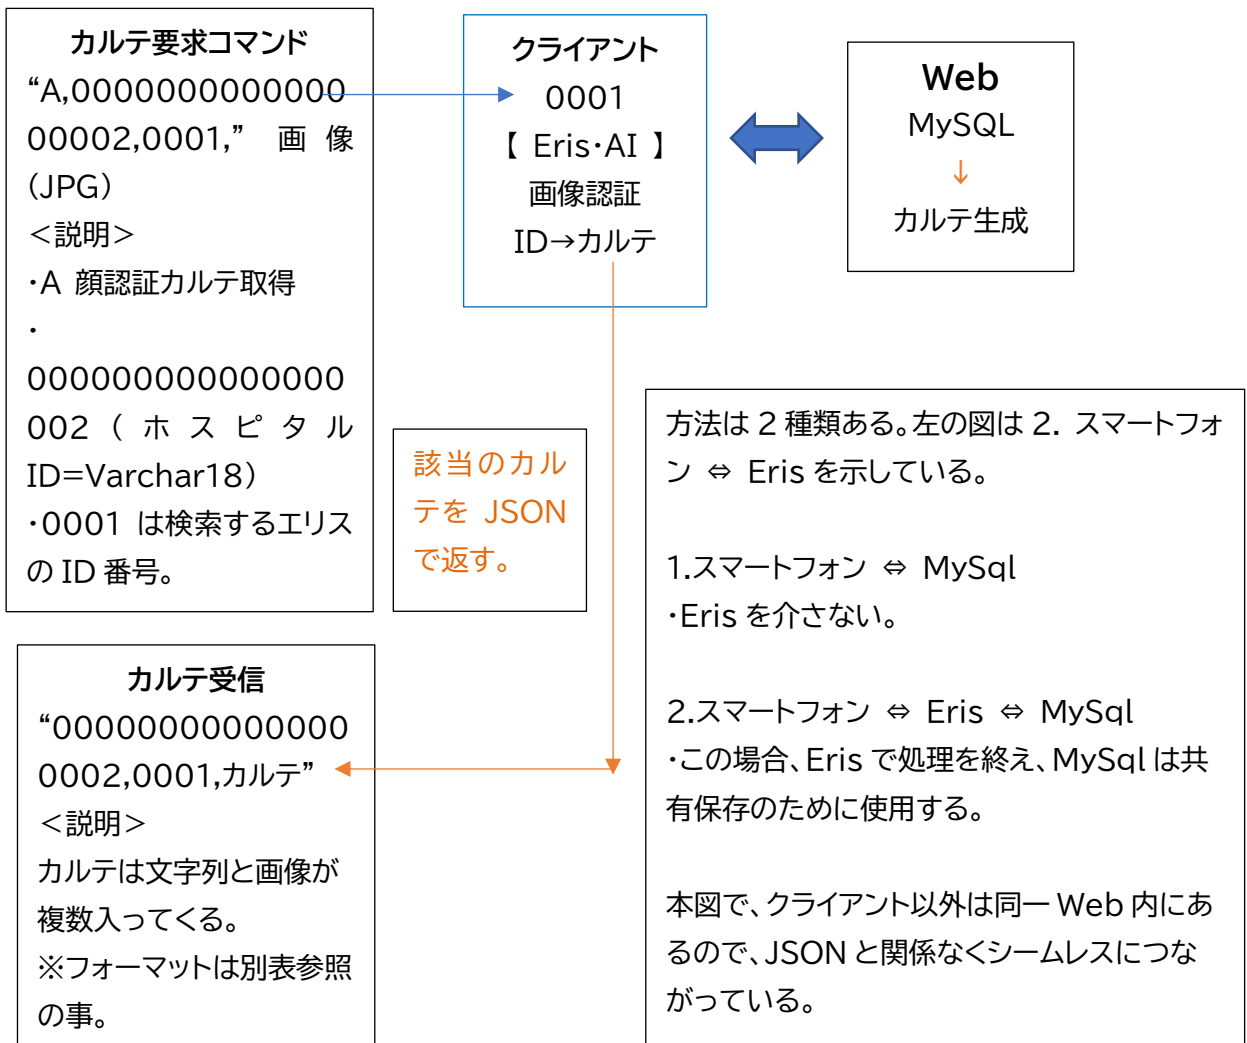 カルテ要求コマンド
“A,0000000000000
00002,0001,” 画像
(JPG)
＜説明＞
・A 顔認証カルテ取得
・
000000000000000
002(ホスピタル
ID=Varchar18)
・0001 は検索するエリス
の ID 番号。
クライアント
0001
【 Eris・AI 】
画像認証
ID→カルテ
Web
MySQL
↓
カルテ生成
該当のカル
テを JSON
で返す。
カルテ受信
“00000000000000
0002,0001,カルテ”
＜説明＞
カルテは文字列と画像が
複数入ってくる。
※フォーマットは別表参照
の事。
方法は 2 種類ある。左の図は 2. スマートフォ
ン ⇔ Eris を示している。
1.スマートフォン ⇔ MySql
・Eris を介さない。
2.スマートフォン ⇔ Eris ⇔ MySql
・この場合、Eris で処理を終え、MySql は共
有保存のために使用する。
本図で、クライアント以外は同一 Web 内にあ
るので、JSON と関係なくシームレスにつな
がっている。